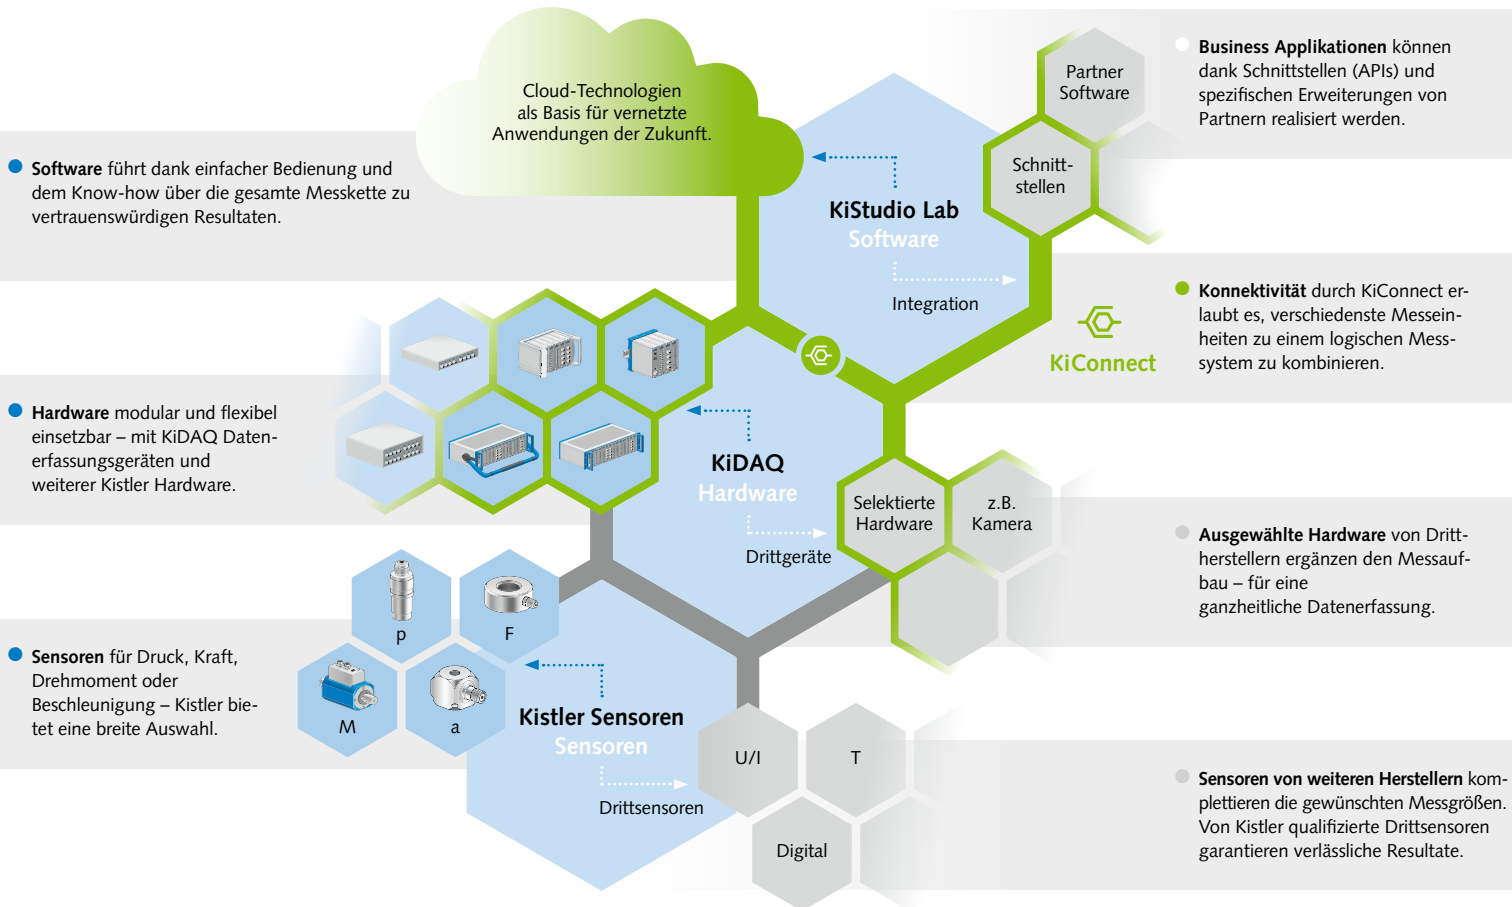 Cloud-Technologien
als Basis für vernetzte
Anwendungen der Zukunft.
Software führt dank einfacher Bedienung und
dem Know-how über die gesamte Messkette zu
vertrauenswürdigen Resultaten.
Hardware modular und flexibel
einsetzbar – mit KiDAQ Daten-
erfassungsgeräten und
weiterer Kistler Hardware.
Sensoren für Druck, Kraft,
Drehmoment oder
Beschleunigung – Kistler bie-
tet eine breite Auswahl.
KiStudio Lab
Software
Integration
Partner
Software
Schnitt-
stellen
KiConnect
KiDAQ
Hardware
Drittgeräte
Selektierte
Hardware
z.B.
Kamera
p
F
M
a
Kistler Sensoren
Sensoren
Drittsensoren
U/I
T
Digital
Business Applikationen können
dank Schnittstellen (APIs) und
spezifischen Erweiterungen von
Partnern realisiert werden.
Konnektivität durch KiConnect er-
laubt es, verschiedenste Messein-
heiten zu einem logischen Mess-
system zu kombinieren.
Ausgewählte Hardware von Dritt-
herstellern ergänzen den Messauf-
bau – für eine
ganzheitliche Datenerfassung.
Sensoren von weiteren Herstellern kom-
plettieren die gewünschten Messgrößen.
Von Kistler qualifizierte Drittsensoren
garantieren verlässliche Resultate.